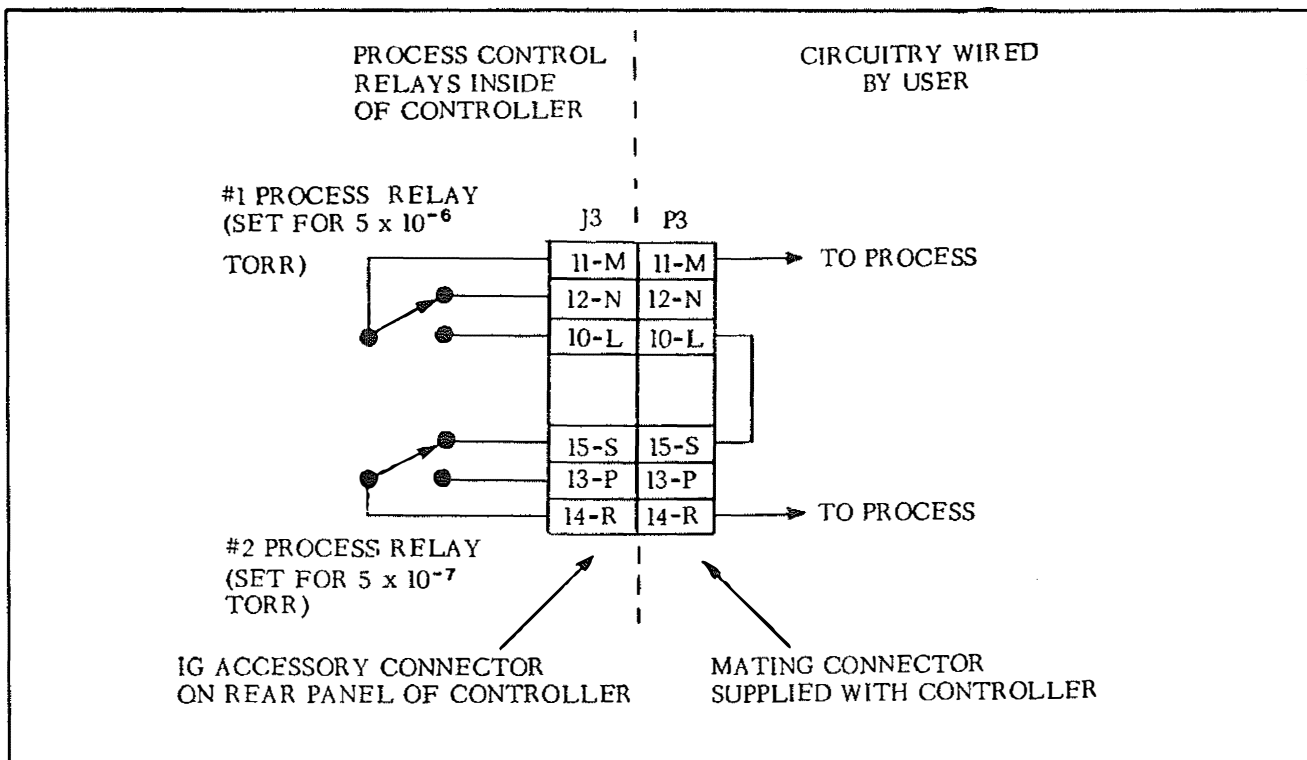 PROCESS CONTROL
RELAYS INSIDE
OF CONTROLLER
CIRCUITRY WIRED
BY USER
#1 PROCESS RELAY
(SET FOR 5 x 10⁻⁶
TORR)
J3 P3
11-M 11-M TO PROCESS
12-N 12-N
10-L 10-L
15-S 15-S
13-P 13-P
14-R 14-R TO PROCESS
#2 PROCESS RELAY
(SET FOR 5 x 10⁻⁷
TORR)
IG ACCESSORY CONNECTOR
ON REAR PANEL OF CONTROLLER
MATING CONNECTOR
SUPPLIED WITH CONTROLLER